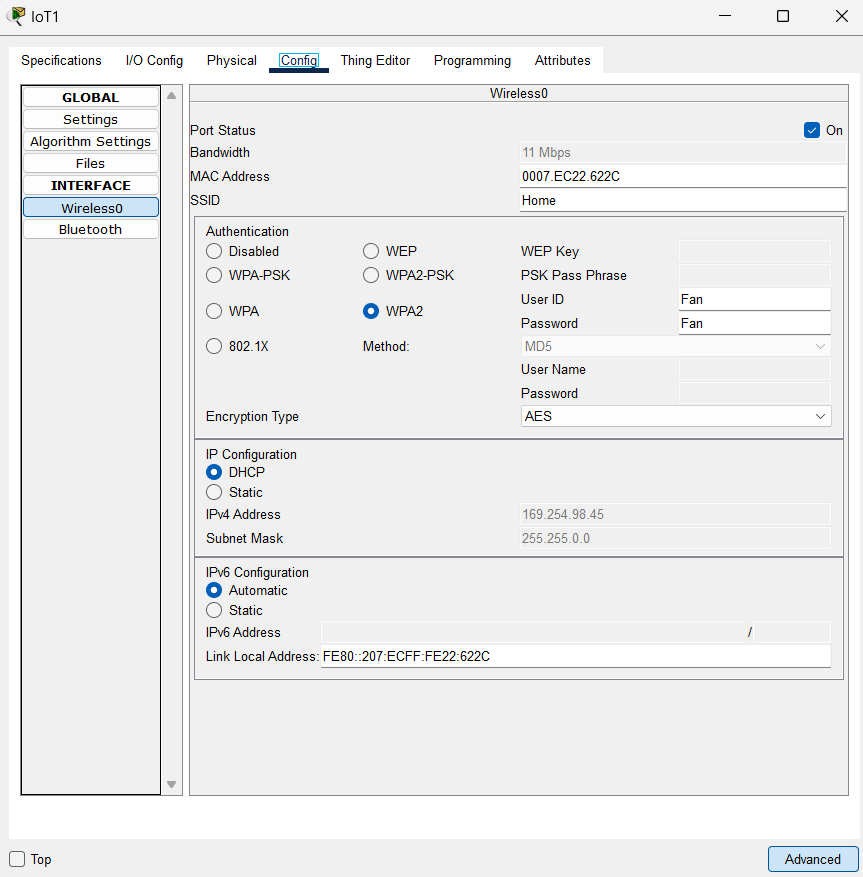 IoT1
Specifications I/O Config Physical Config Thing Editor Programming Attributes
GLOBAL
Settings
Algorithm Settings
Files
INTERFACE
Wireless0
Bluetooth
Wireless0
Port Status On
Bandwidth 11 Mbps
MAC Address 0007.EC22.622C
SSID Home
Authentication
Disabled WEP WEP Key
WPA-PSK WPA2-PSK PSK Pass Phrase
User ID Fan
WPA WPA2
Password Fan
802.1X Method: MD5
User Name
Password
Encryption Type AES
IP Configuration
DHCP
Static
IPv4 Address 169.254.98.45
Subnet Mask 255.255.0.0
IPv6 Configuration
Automatic
Static
IPv6 Address /
Link Local Address: FE80::207:ECFF:FE22:622C
Top Advanced